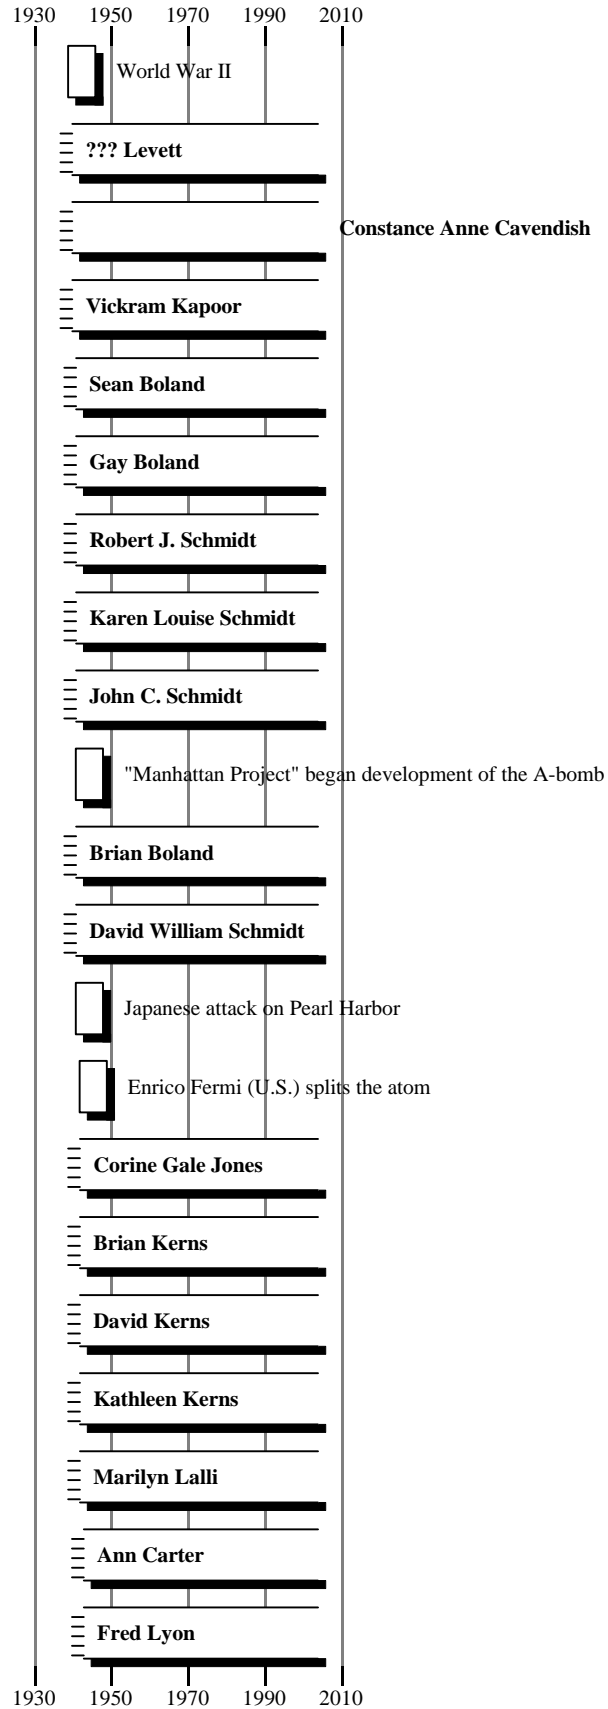 1930 1950 1970 1990 2010
World War II
??? Levett
Constance Anne Cavendish
Vickram Kapoor
Sean Boland
Gay Boland
Robert J. Schmidt
Karen Louise Schmidt
John C. Schmidt
"Manhattan Project" began development of the A-bomb
Brian Boland
David William Schmidt
Japanese attack on Pearl Harbor
Enrico Fermi (U.S.) splits the atom
Corine Gale Jones
Brian Kerns
David Kerns
Kathleen Kerns
Marilyn Lalli
Ann Carter
Fred Lyon
1930 1950 1970 1990 2010